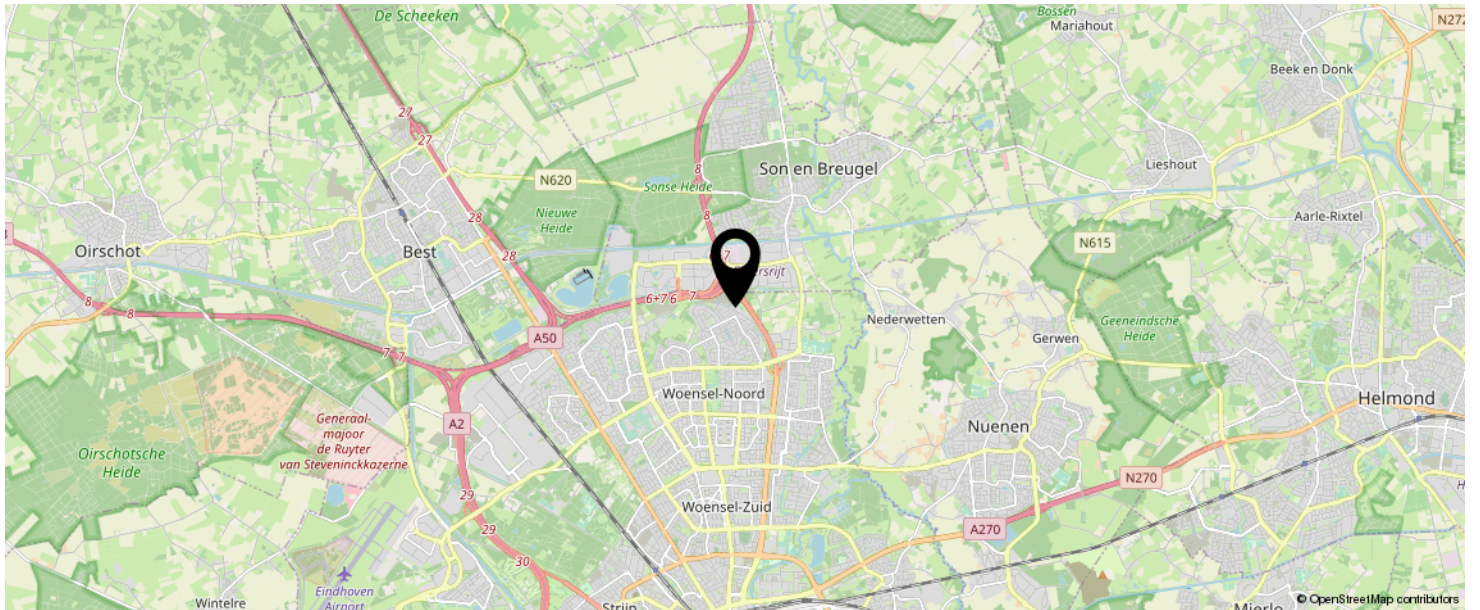 De Scheeken
Bossen
Mariahout
N272
Beek en Donk
27
27
8
Son en Breugel
Lieshout
N620
Sonse Heide
Nieuwe
Heide
28
8
Aarle-Rixtel
Oirschot
Best
28
N615
7
ersrijt
8
8
6+7
6
7
Nederwetten
Geeneindsche
Heide
Gerwen
A50
7
7
Woensel-Noord
Helmond
Generaal-
majoor
de Ruyter
van Steveninckkazerne
A2
Nuenen
Oirschotsche
Heide
N270
29
Woensel-Zuid
29
A270
30
Eindhoven
Airport
Wintelre
Strijp
Mierlo
© OpenStreetMap contributors